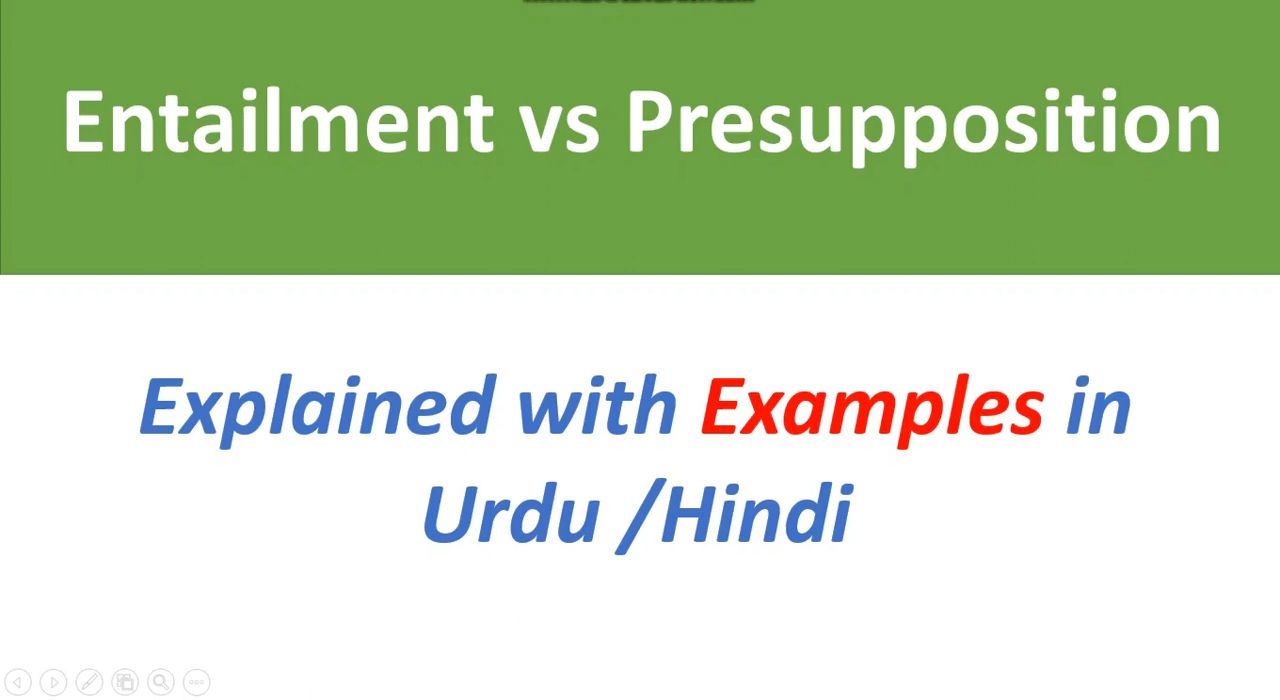 Entailment vs Presupposition
Explained with Examples in
Urdu /Hindi